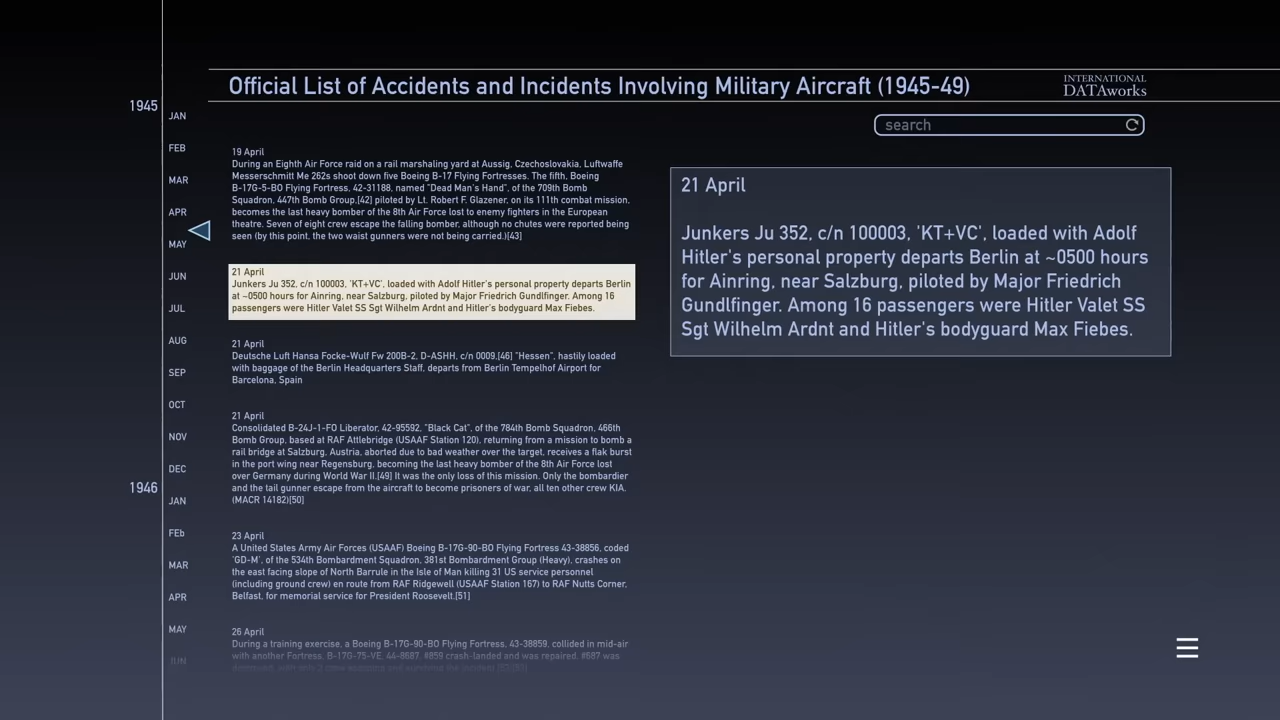 Official List of Accidents and Incidents Involving Military Aircraft (1945-49)
INTERNATIONAL
DATAworks
search
1945
JAN
FEB
MAR
APR
MAY
JUN
JUL
AUG
SEP
OCT
NOV
DEC
1946
JAN
FEb
MAR
APR
MAY
JUN
19 April
During an Eighth Air Force raid on a rail marshaling yard at Aussig, Czechoslovakia, Luftwaffe
Messerschmitt Me 262s shoot down five Boeing B-17 Flying Fortresses. The fifth, Boeing
B-17G-5-BO Flying Fortress, 42-31188, named "Dead Man's Hand", of the 709th Bomb
Squadron, 447th Bomb Group,[42] piloted by Lt. Robert F. Glazener, on its 111th combat mission,
becomes the last heavy bomber of the 8th Air Force lost to enemy fighters in the European
theatre. Seven of eight crew escape the falling bomber, although no chutes were reported being
seen (by this point, the two waist gunners were not being carried.)[43]
21 April
Junkers Ju 352, c/n 100003, 'KT+VC', loaded with Adolf Hitler's personal property departs Berlin
at ~0500 hours for Ainring, near Salzburg, piloted by Major Friedrich Gundlfinger. Among 16
passengers were Hitler Valet SS Sgt Wilhelm Ardnt and Hitler's bodyguard Max Fiebes.
21 April
Deutsche Luft Hansa Focke-Wulf Fw 200B-2, D-ASHH, c/n 0009,[46] "Hessen", hastily loaded
with baggage of the Berlin Headquarters Staff, departs from Berlin Tempelhof Airport for
Barcelona, Spain
21 April
Consolidated B-24J-1-FO Liberator, 42-95592, "Black Cat", of the 784th Bomb Squadron, 466th
Bomb Group, based at RAF Attlebridge (USAAF Station 120), returning from a mission to bomb a
rail bridge at Salzburg, Austria, aborted due to bad weather over the target, receives a flak burst
in the port wing near Regensburg, becoming the last heavy bomber of the 8th Air Force lost
over Germany during World War II.[49] It was the only loss of this mission. Only the bombardier
and the tail gunner escape from the aircraft to become prisoners of war, all ten other crew KIA.
(MACR 14182)[50]
23 April
A United States Army Air Forces (USAAF) Boeing B-17G-90-BO Flying Fortress 43-38856, coded
'GD-M', of the 534th Bombardment Squadron, 381st Bombardment Group (Heavy), crashes on
the east facing slope of North Barrule in the Isle of Man killing 31 US service personnel
(including ground crew) en route from RAF Ridgewell (USAAF Station 167) to RAF Nutts Corner,
Belfast, for memorial service for President Roosevelt.[51]
26 April
During a training exercise, a Boeing B-17G-90-BO Flying Fortress, 43-38859, collided in mid-air
with another Fortress, B-17G-75-VE, 44-8687. #859 crash-landed and was repaired. #687 was
21 April
Junkers Ju 352, c/n 100003, 'KT+VC', loaded with Adolf
Hitler's personal property departs Berlin at ~0500 hours
for Ainring, near Salzburg, piloted by Major Friedrich
Gundlfinger. Among 16 passengers were Hitler Valet SS
Sgt Wilhelm Ardnt and Hitler's bodyguard Max Fiebes.